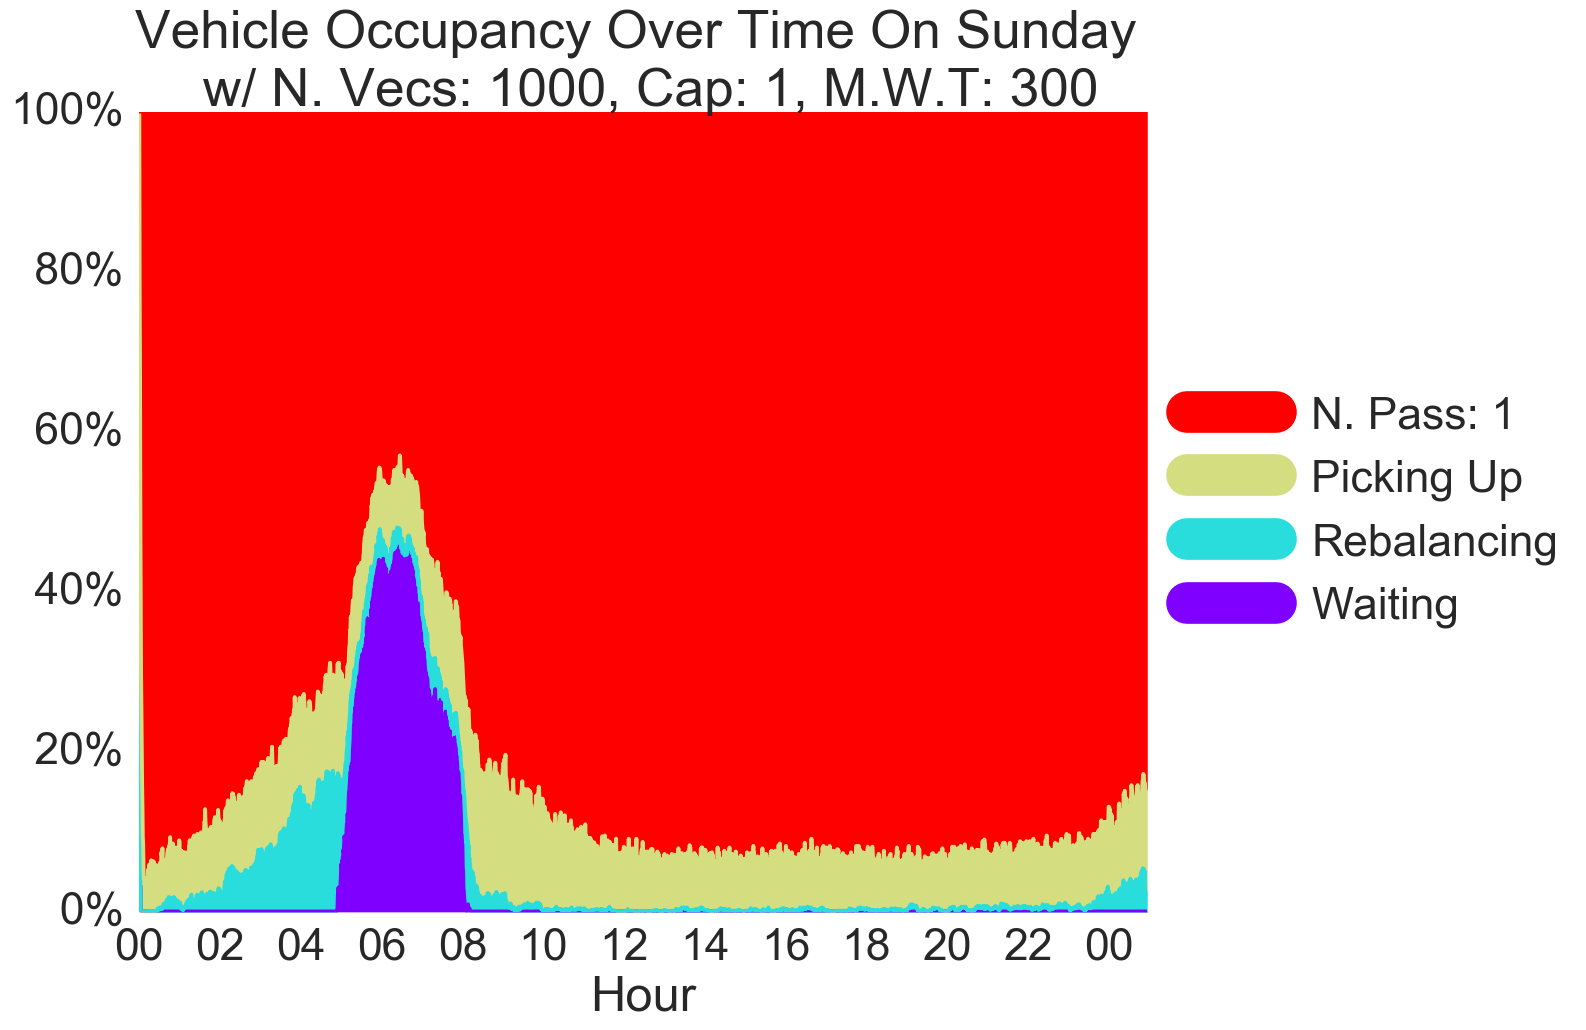 Vehicle Occupancy Over Time On Sunday
w/ N. Vecs: 1000, Cap: 1, M.W.T: 300
100%
80%
60%
40%
20%
0%
00 02 04 06 08 10 12 14 16 18 20 22 00
Hour
N. Pass: 1
Picking Up
Rebalancing
Waiting